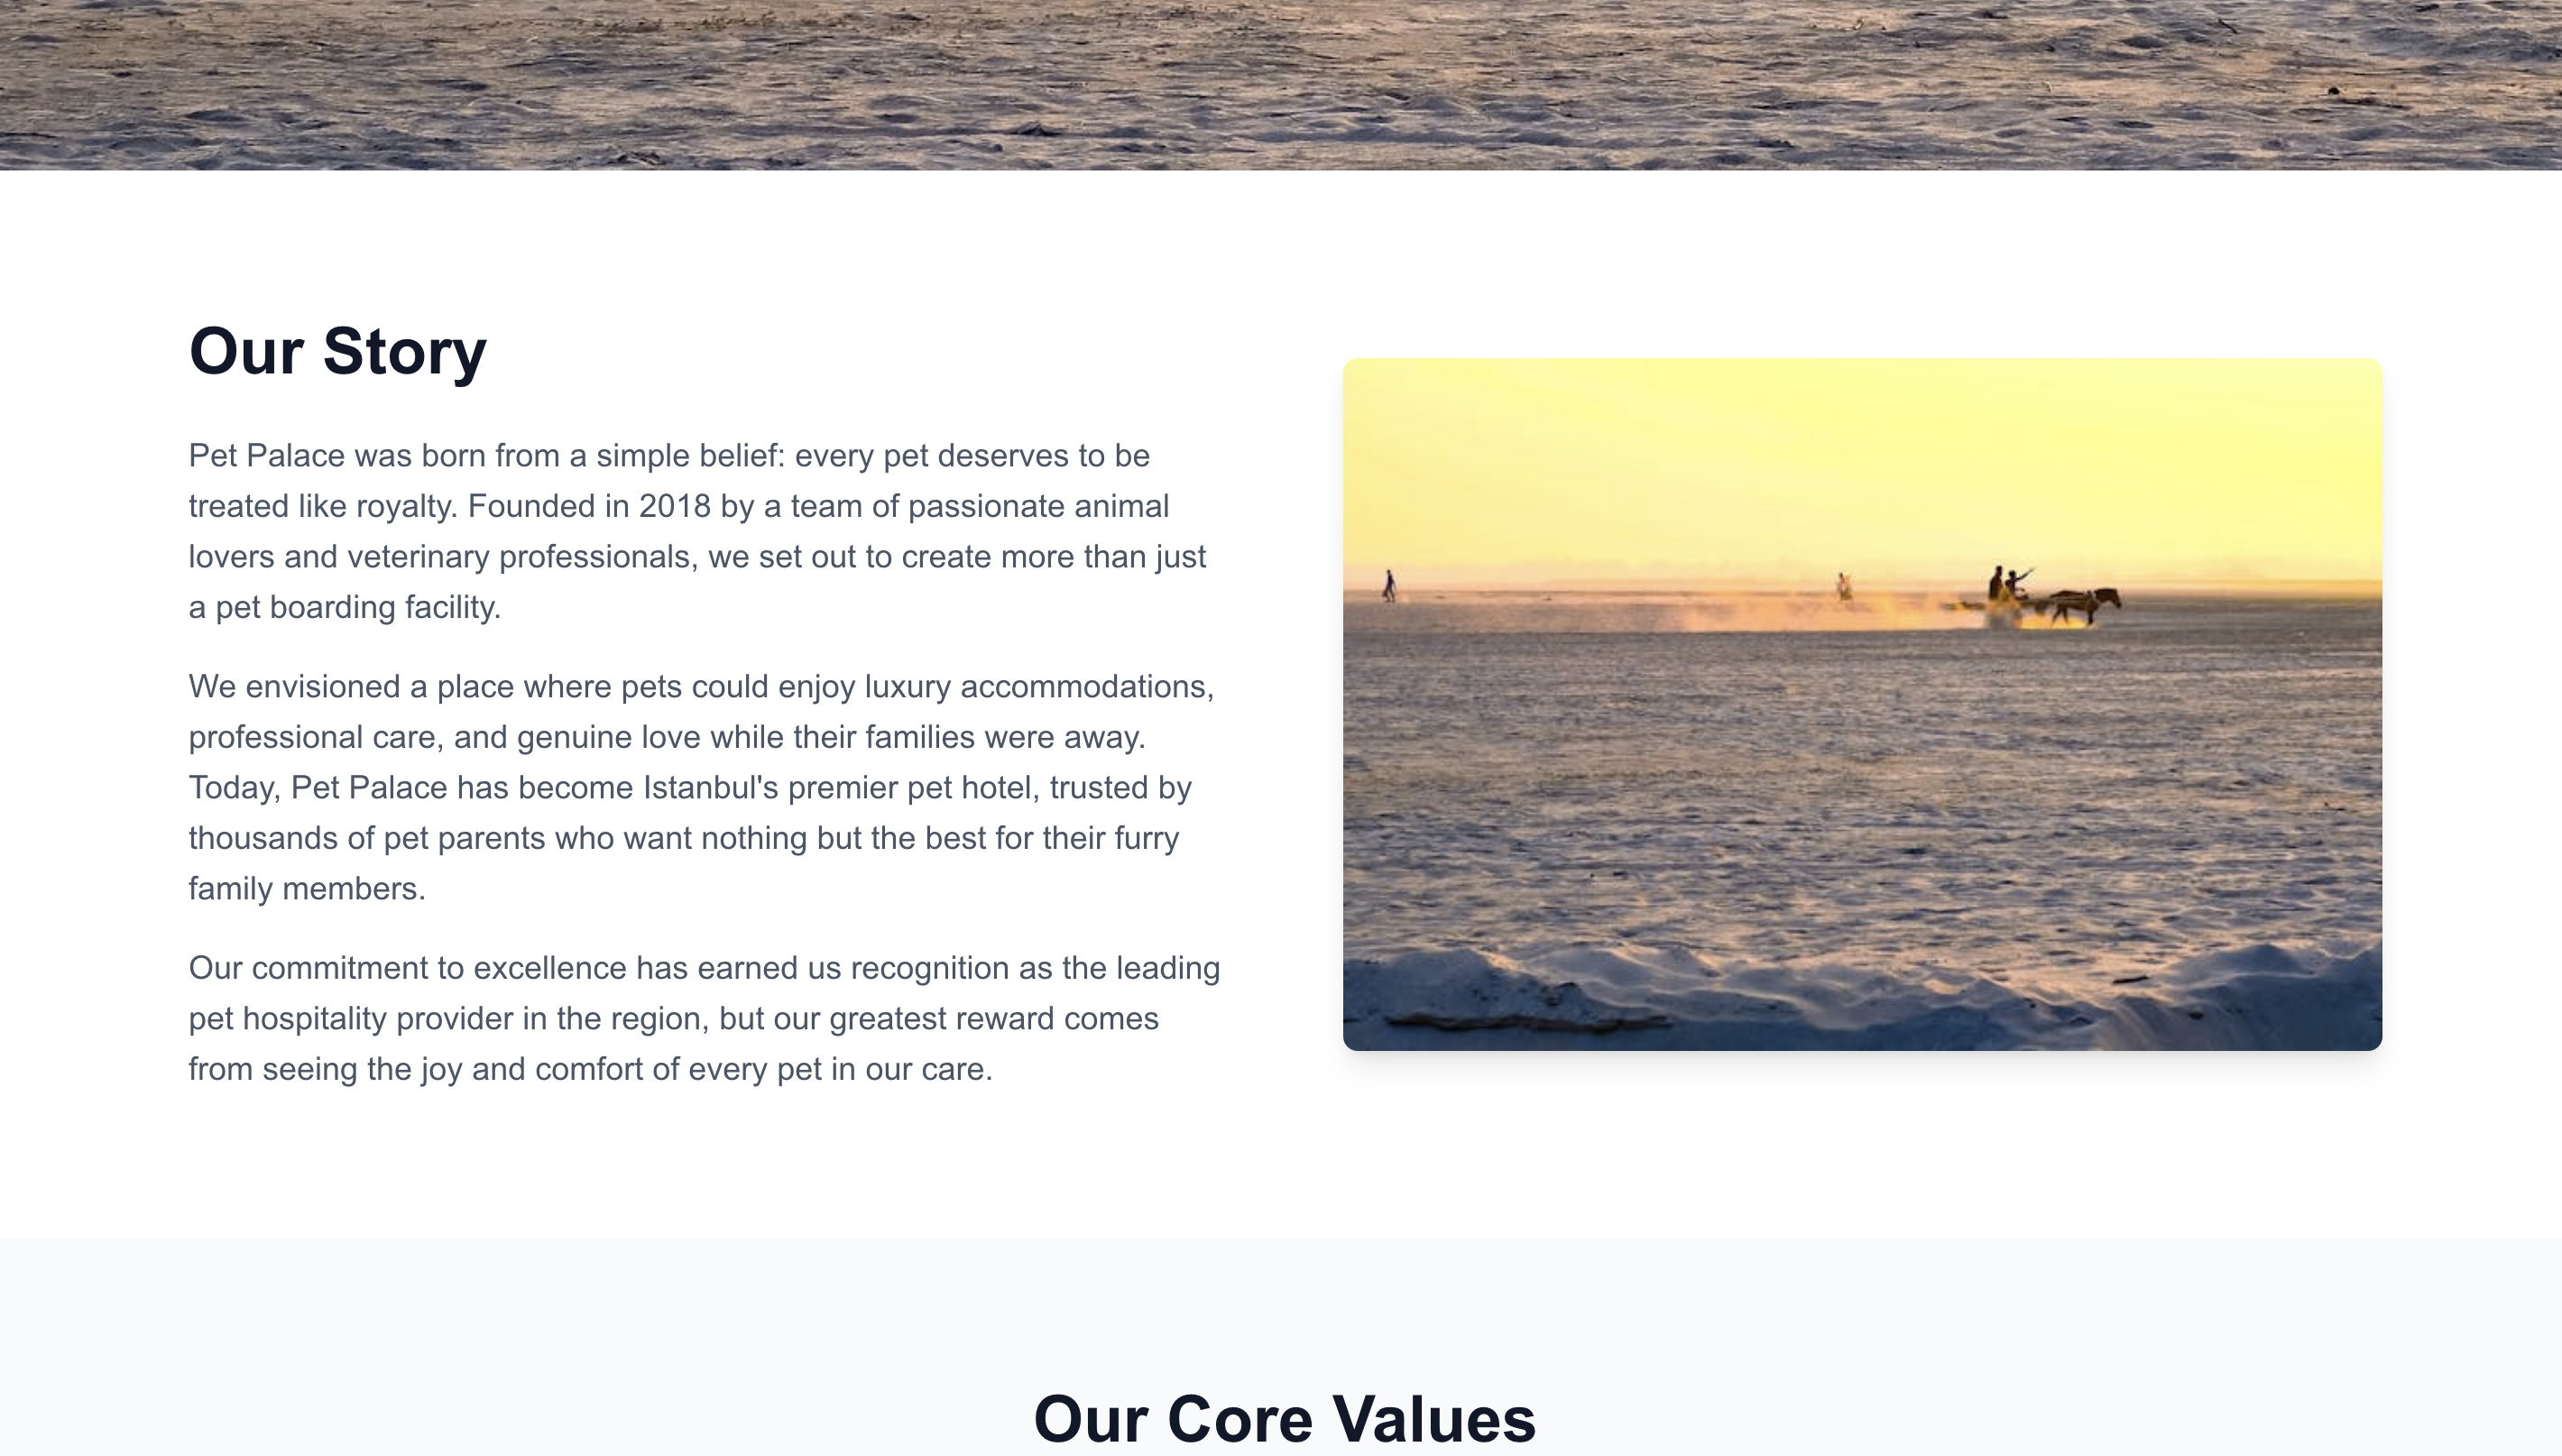 Our Story
Pet Palace was born from a simple belief: every pet deserves to be
treated like royalty. Founded in 2018 by a team of passionate animal
lovers and veterinary professionals, we set out to create more than just
a pet boarding facility.
We envisioned a place where pets could enjoy luxury accommodations,
professional care, and genuine love while their families were away.
Today, Pet Palace has become Istanbul's premier pet hotel, trusted by
thousands of pet parents who want nothing but the best for their furry
family members.
Our commitment to excellence has earned us recognition as the leading
pet hospitality provider in the region, but our greatest reward comes
from seeing the joy and comfort of every pet in our care.
Our Core Values